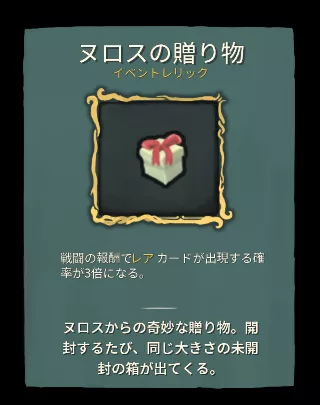 ヌロスの贈り物
イベントレリック
戦闘の報酬でレアカードが出現する確
率が3倍になる。
ヌロスからの奇妙な贈り物。開
封するたび、同じ大きさの未開
封の箱が出てくる。